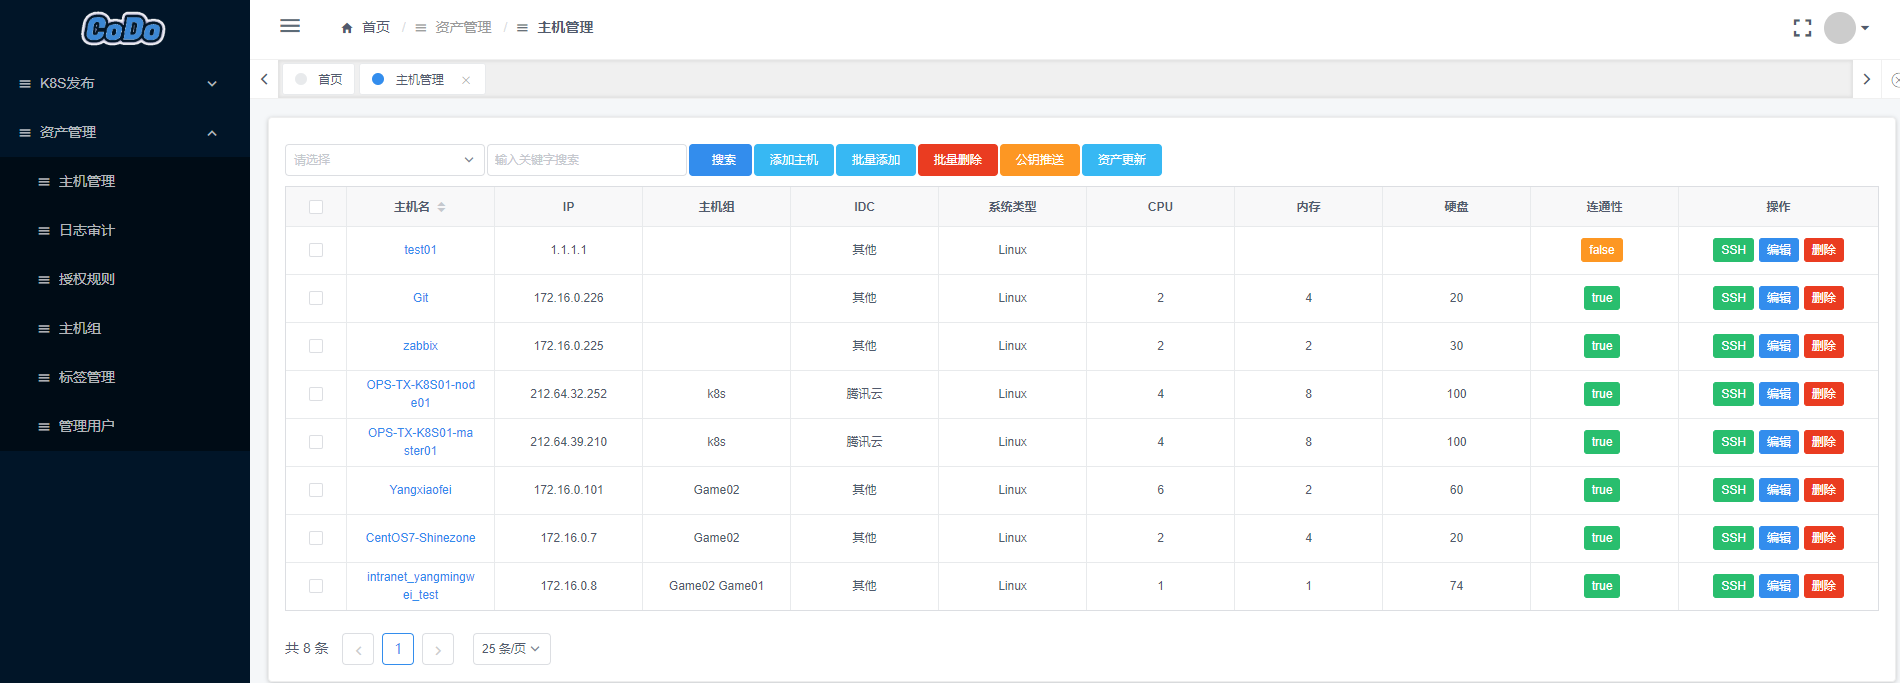 CoDo
K8S发布
资产管理
主机管理
日志审计
授权规则
主机组
标签管理
管理用户
首页 / 资产管理 / 主机管理
首页 主机管理
请选择 输入关键字搜索 搜索 添加主机 批量添加 批量删除 公钥推送 资产更新
主机名 IP 主机组 IDC 系统类型 CPU 内存 硬盘 连通性 操作
test01 1.1.1.1 其他 Linux false SSH 编辑 删除
Git 172.16.0.226 其他 Linux 2 4 20 true SSH 编辑 删除
zabbix 172.16.0.225 其他 Linux 2 2 30 true SSH 编辑 删除
OPS-TX-K8S01-nod
e01 212.64.32.252 k8s 腾讯云 Linux 4 8 100 true SSH 编辑 删除
OPS-TX-K8S01-ma
ster01 212.64.39.210 k8s 腾讯云 Linux 4 8 100 true SSH 编辑 删除
Yangxiaofei 172.16.0.101 Game02 其他 Linux 6 2 60 true SSH 编辑 删除
CentOS7-Shinezone 172.16.0.7 Game02 其他 Linux 2 4 20 true SSH 编辑 删除
intranet_yangmingw
ei_test 172.16.0.8 Game02 Game01 其他 Linux 1 1 74 true SSH 编辑 删除
共 8 条 1 25 条/页